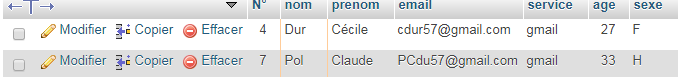 N° nom prenom email service age sexe
Modifier Copier Effacer 4 Dur Cécile cdur57@gmail.com gmail 27 F
Modifier Copier Effacer 7 Pol Claude PCdu57@gmail.com gmail 33 H